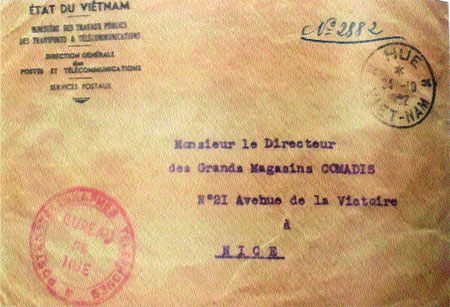 ÉTAT DU VIÊTNAM
MINISTÈRE DES TRAVAUX PUBLICS
DES TRANSPORTS & TÉLÉCOMMUNICATIONS
DIRECTION GÉNÉRALE
des
POSTES ET TÉLÉCOMMUNICATIONS
SERVICES POSTAUX
N° 2882
HUE
VIET-NAM
Monsieur le Directeur
des Grands Magasins COMADIS
N°21 Avenue de la Victoire
à
NICE
BUREAU
DE
HUE